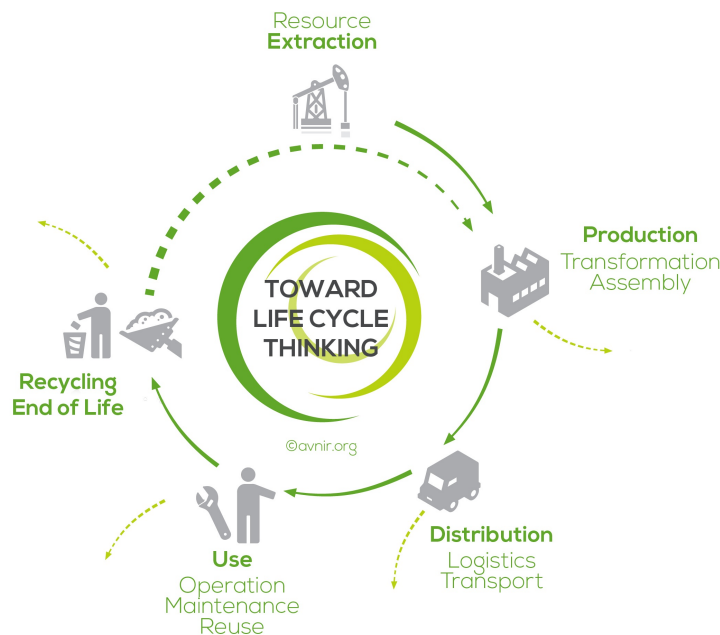 Resource
Extraction
Production
Transformation
Assembly
TOWARD
LIFE CYCLE
THINKING
Recycling
End of Life
©avnir.org
Distribution
Logistics
Transport
Use
Operation
Maintenance
Reuse